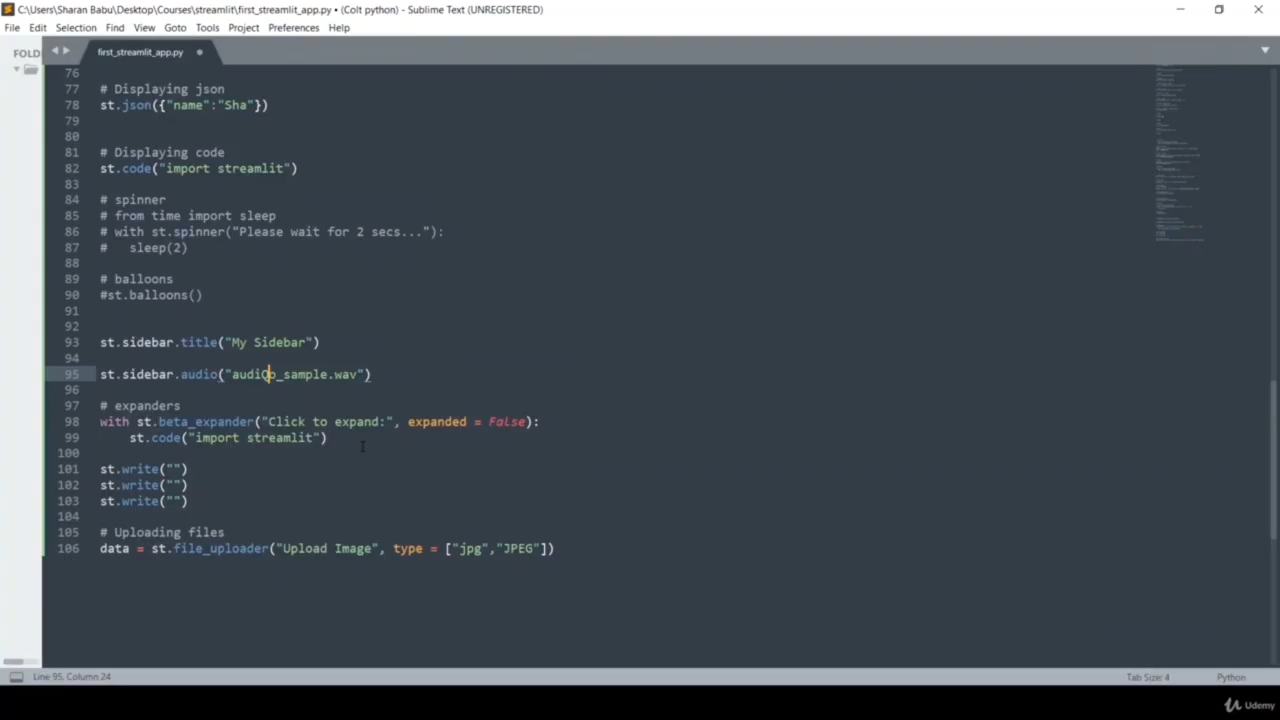 C:\Users\Sharan Babu\Desktop\Courses\streamlit\first_streamlit_app.py • (Colt python) - Sublime Text (UNREGISTERED)
File Edit Selection Find View Goto Tools Project Preferences Help
FOLD
first_streamlit_app.py
76
77 # Displaying json
78 st.json({"name":"Sha"})
79
80
81 # Displaying code
82 st.code("import streamlit")
83
84 # spinner
85 # from time import sleep
86 # with st.spinner("Please wait for 2 secs..."):
87 #   sleep(2)
88
89 # balloons
90 #st.balloons()
91
92
93 st.sidebar.title("My Sidebar")
94
95 st.sidebar.audio("audiQo_sample.wav")
96
97 # expanders
98 with st.beta_expander("Click to expand:", expanded = False):
99     st.code("import streamlit")
100
101 st.write("")
102 st.write("")
103 st.write("")
104
105 # Uploading files
106 data = st.file_uploader("Upload Image", type = ["jpg","JPEG"])
Line 95, Column 24
Tab Size: 4
Python
Udemy